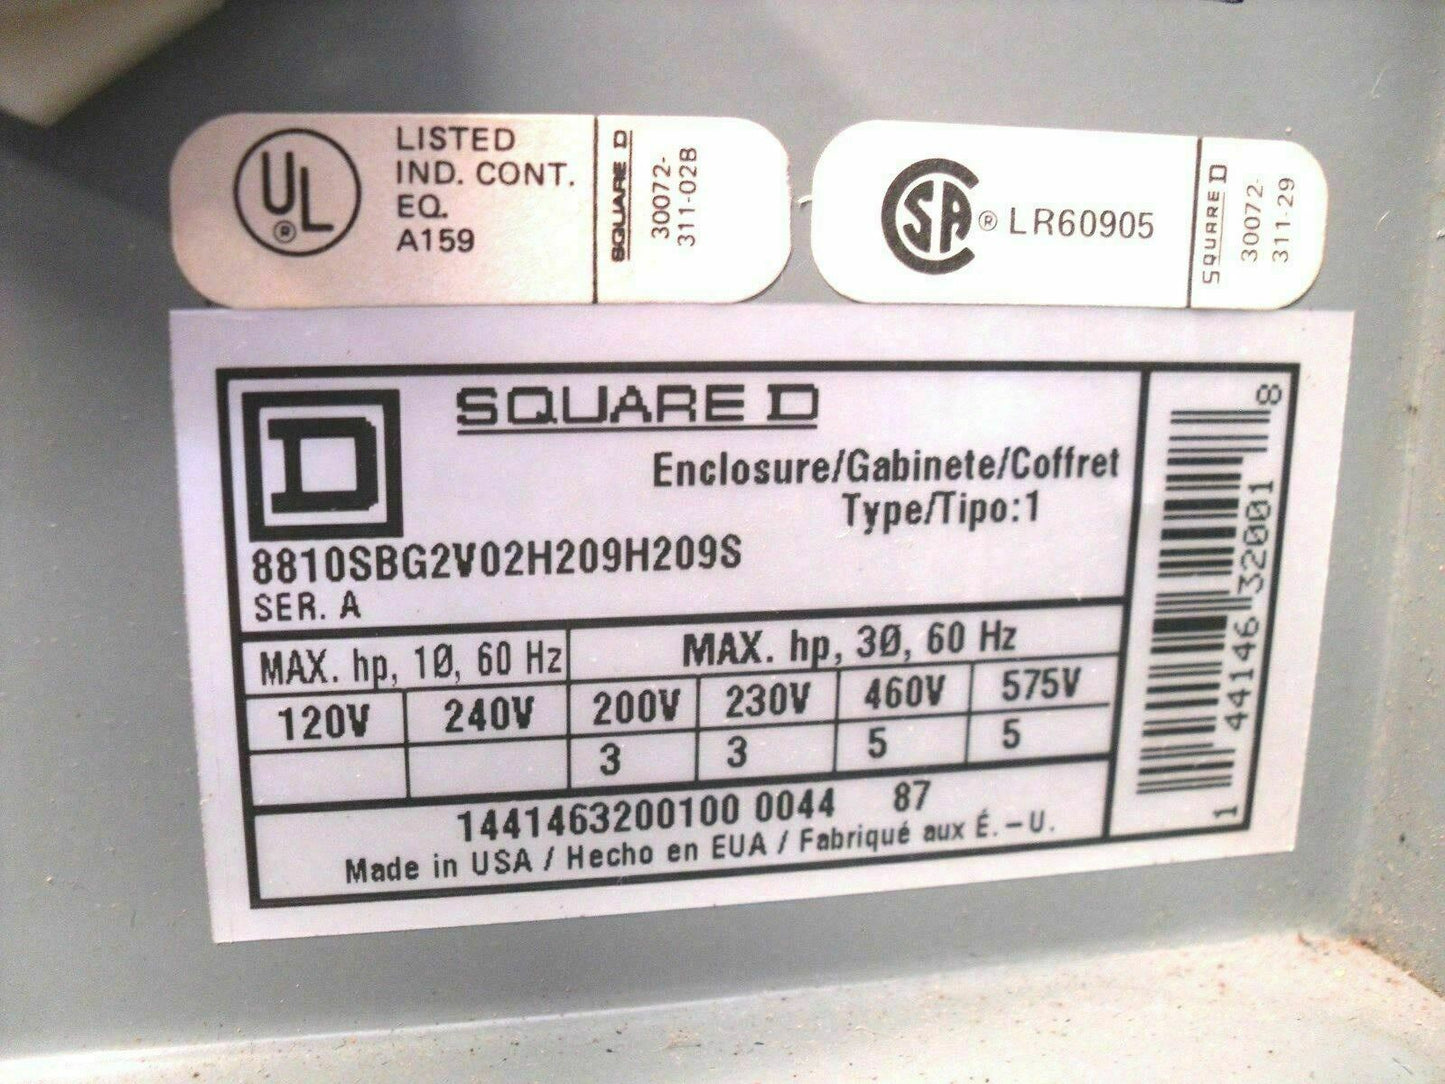 UL ®
LISTED
IND. CONT.
EQ.
A159
SQUARE D
30072-
311-02B
SA ® LR60905
SQUARE D
30072-
311-29
D
SQUARE D
Enclosure/Gabinete/Coffret
Type/Tipo:1
8810SBG2V02H209H209S
SER. A
MAX. hp, 1Ø, 60 Hz
MAX. hp, 3Ø, 60 Hz
120V 240V 200V 230V 460V 575V
3 3 5 5
1441463200100 0044 87
Made in USA / Hecho en EUA / Fabriqué aux É. – U.
1 44146 32001 8